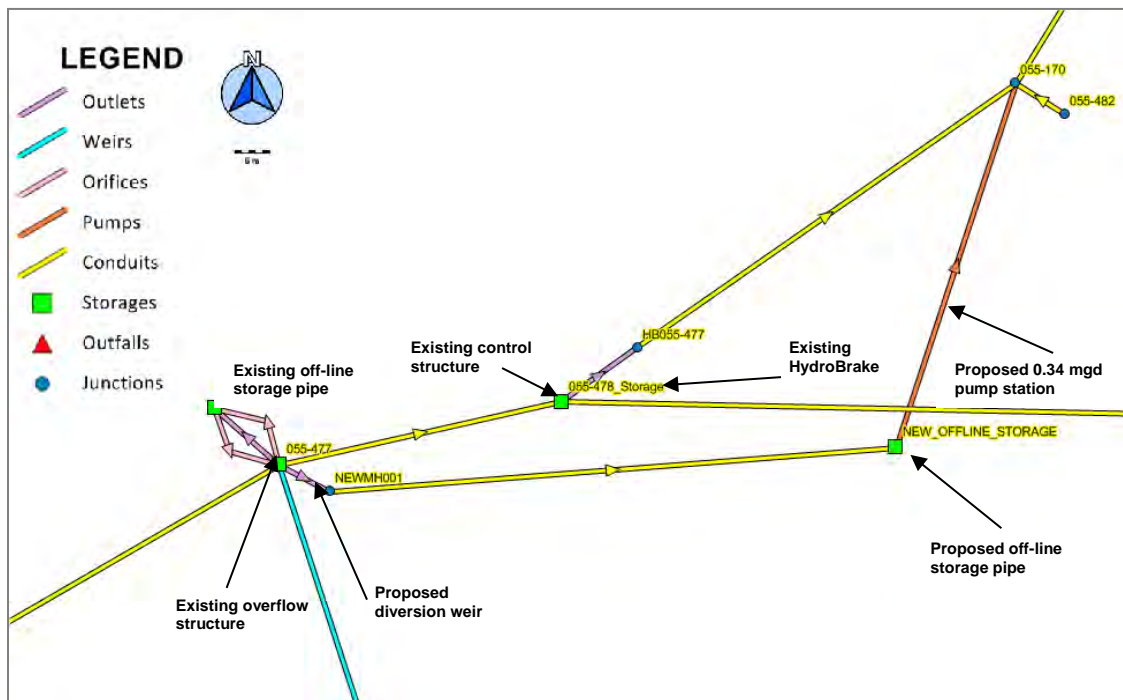 LEGEND
Outlets
Weirs
Orifices
Pumps
Conduits
Storages
Outfalls
Junctions
N
055-170
055-482
HB055-477
Existing control
structure
Existing
HydroBrake
055-478_Storage
Proposed 0.34 mgd
pump station
Existing off-line
storage pipe
NEW_OFFLINE_STORAGE
055-477
NEWMH001
Proposed off-line
storage pipe
Proposed
diversion weir
Existing overflow
structure